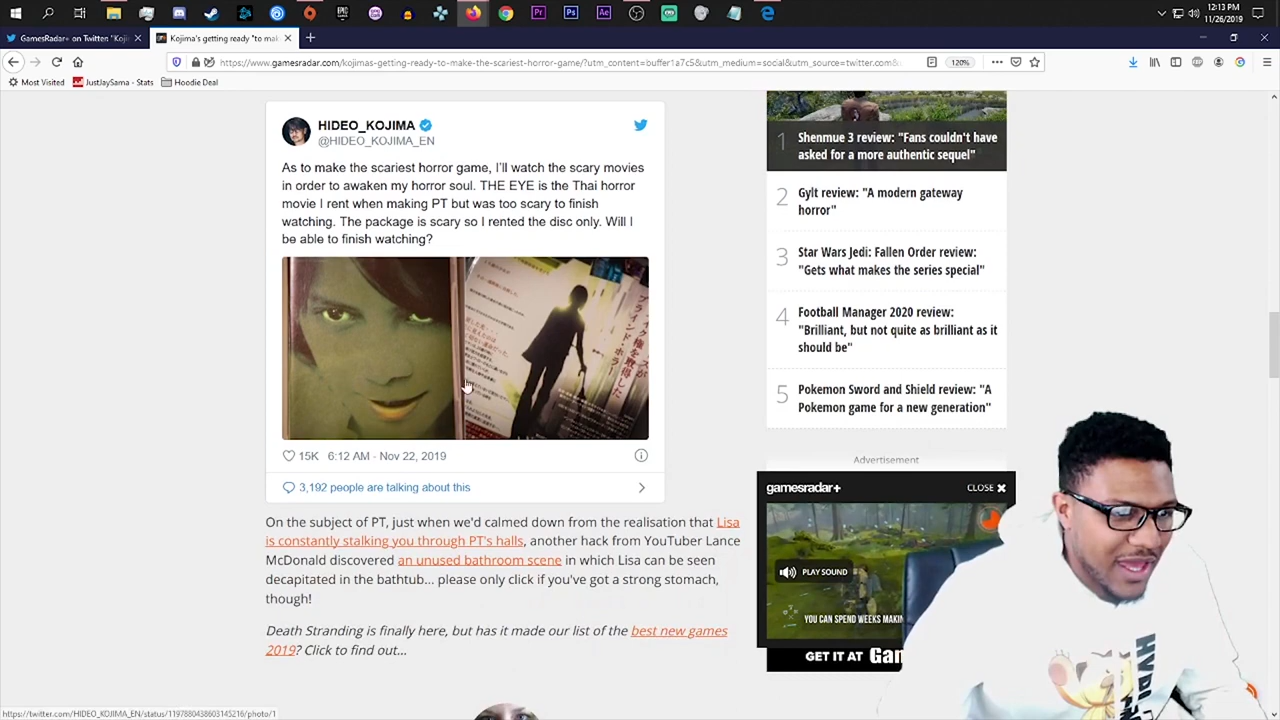 12:13 PM
11/26/2019
GamesRadar+ on Twitter: "Koji
Kojima's getting ready "to mak
https://www.gamesradar.com/kojimas-getting-ready-to-make-the-scariest-horror-game/?utm_content=buffer1a7c5&utm_medium=social&utm_source=twitter.com&
120%
Most Visited
JustJaySama - Stats
Hoodie Deal
HIDEO_KOJIMA
@HIDEO_KOJIMA_EN
As to make the scariest horror game, I'll watch the scary movies
in order to awaken my horror soul. THE EYE is the Thai horror
movie I rent when making PT but was too scary to finish
watching. The package is scary so I rented the disc only. Will I
be able to finish watching?
15K 6:12 AM - Nov 22, 2019
3,192 people are talking about this
On the subject of PT, just when we'd calmed down from the realisation that Lisa
is constantly stalking you through PT's halls, another hack from YouTuber Lance
McDonald discovered an unused bathroom scene in which Lisa can be seen
decapitated in the bathtub... please only click if you've got a strong stomach,
though!
Death Stranding is finally here, but has it made our list of the best new games
2019? Click to find out...
1 Shenmue 3 review: "Fans couldn't have
asked for a more authentic sequel"
2 Gylt review: "A modern gateway
horror"
3 Star Wars Jedi: Fallen Order review:
"Gets what makes the series special"
4 Football Manager 2020 review:
"Brilliant, but not quite as brilliant as it
should be"
5 Pokemon Sword and Shield review: "A
Pokemon game for a new generation"
Advertisement
gamesradar+ CLOSE
PLAY SOUND
YOU CAN SPEND WEEKS MAKIN
GET IT AT Gam
https://twitter.com/HIDEO_KOJIMA_EN/status/1197880438603145216/photo/1